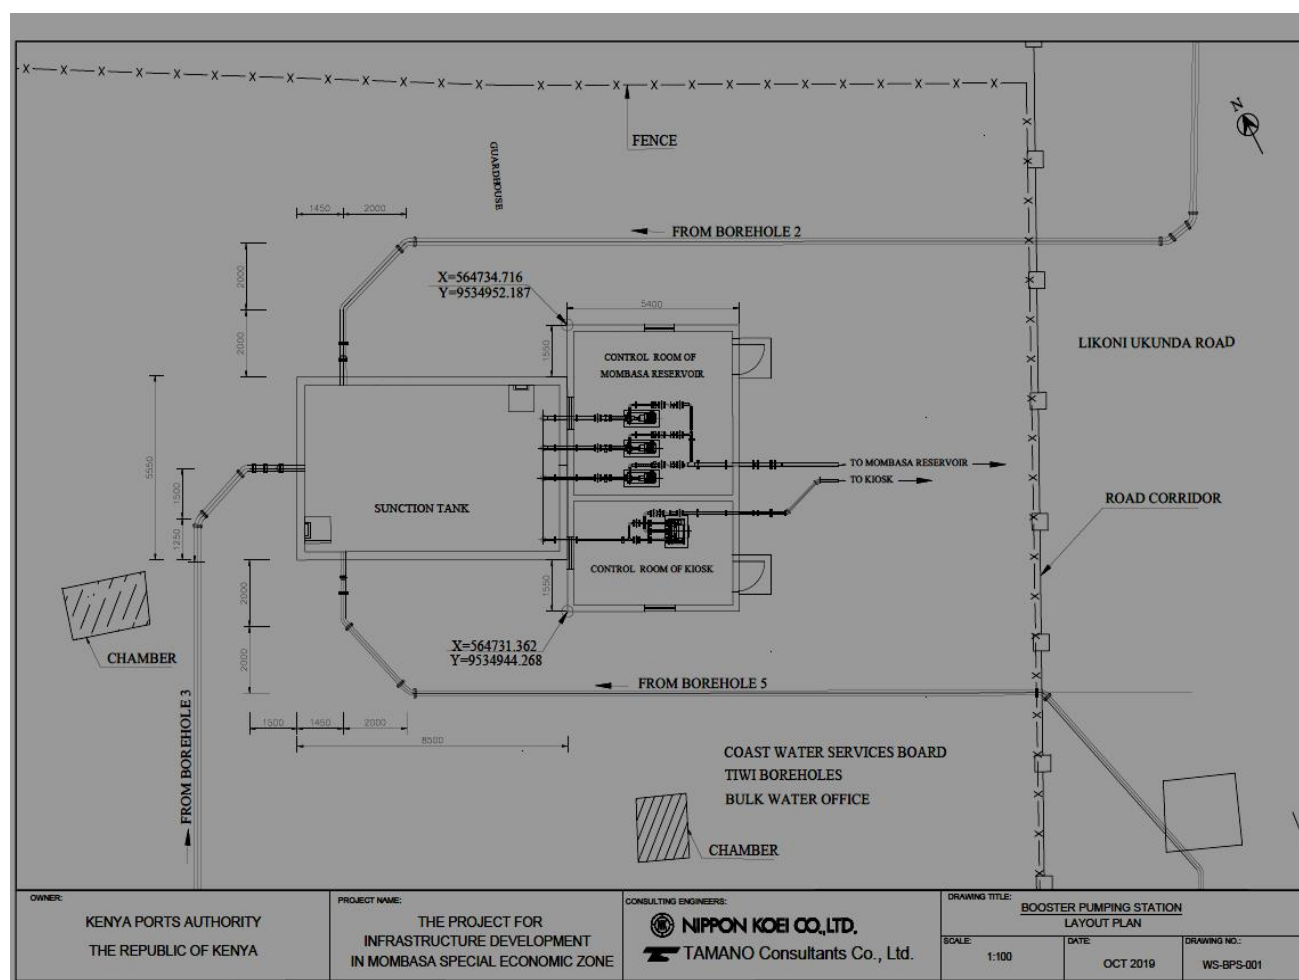 X X X X X X X X X X X X X X X X X X X X X
N
FENCE
GUARDHOUSE
1450 2000
FROM BOREHOLE 2
X=564734.716
Y=9534952.187
2000
2000
5400
1550
LIKONI UKUNDA ROAD
CONTROL ROOM OF
MOMBASA RESERVOIR
5550
1500
1250
TO MOMBASA RESERVOIR
TO KIOSK
SUNCTION TANK
ROAD CORRIDOR
CONTROL ROOM OF KIOSK
1550
2000
2000
CHAMBER
X=564731.362
Y=9534944.268
FROM BOREHOLE 5
FROM BOREHOLE 3
1500 1450 2000
8500
COAST WATER SERVICES BOARD
TIWI BOREHOLES
BULK WATER OFFICE
CHAMBER
OWNER:
KENYA PORTS AUTHORITY
THE REPUBLIC OF KENYA
PROJECT NAME:
THE PROJECT FOR
INFRASTRUCTURE DEVELOPMENT
IN MOMBASA SPECIAL ECONOMIC ZONE
CONSULTING ENGINEERS:
NIPPON KOEI CO.,LTD.
TAMANO Consultants Co., Ltd.
DRAWING TITLE:
BOOSTER PUMPING STATION
LAYOUT PLAN
SCALE:
1:100
DATE:
OCT 2019
DRAWING NO.:
WS-BPS-001